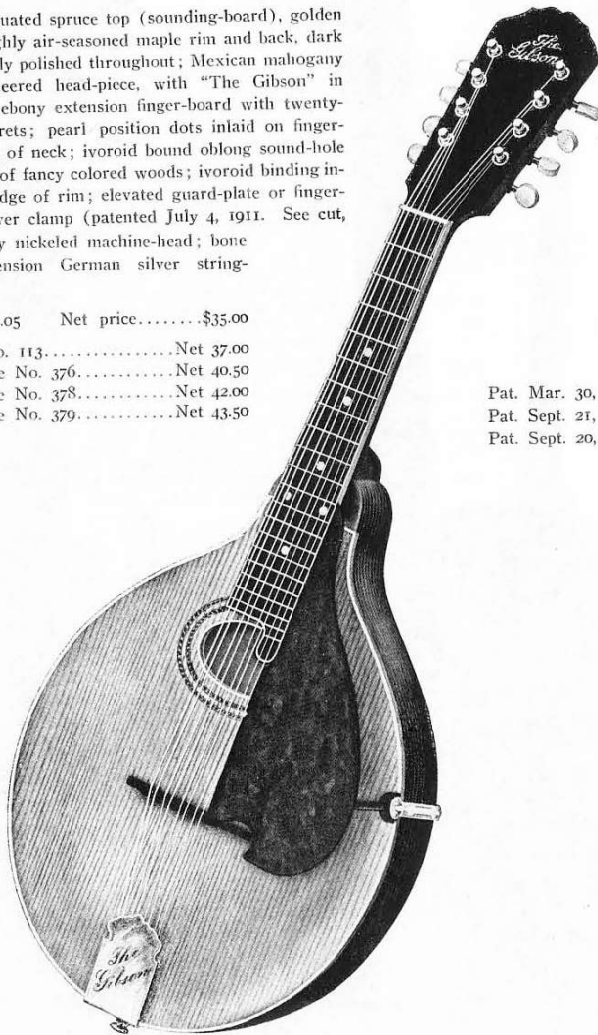 uated spruce top (sounding-board), golden
ghly air-seasoned maple rim and back, dark
ly polished throughout; Mexican mahogany
eered head-piece, with "The Gibson" in
ebony extension finger-board with twenty-
rets; pearl position dots inlaid on finger-
of neck; ivoroid bound oblong sound-hole
of fancy colored woods; ivoroid binding in-
dge of rim; elevated guard-plate or finger-
er clamp (patented July 4, 1911. See cut,
y nickeled machine-head; bone
ension German silver string-
.05 Net price........$35.00
o. 113................Net 37.00
e No. 376............Net 40.50
e No. 378............Net 42.00
e No. 379............Net 43.50
The
Gibson
Pat. Mar. 30,
Pat. Sept. 21,
Pat. Sept. 20,
The
Gibson